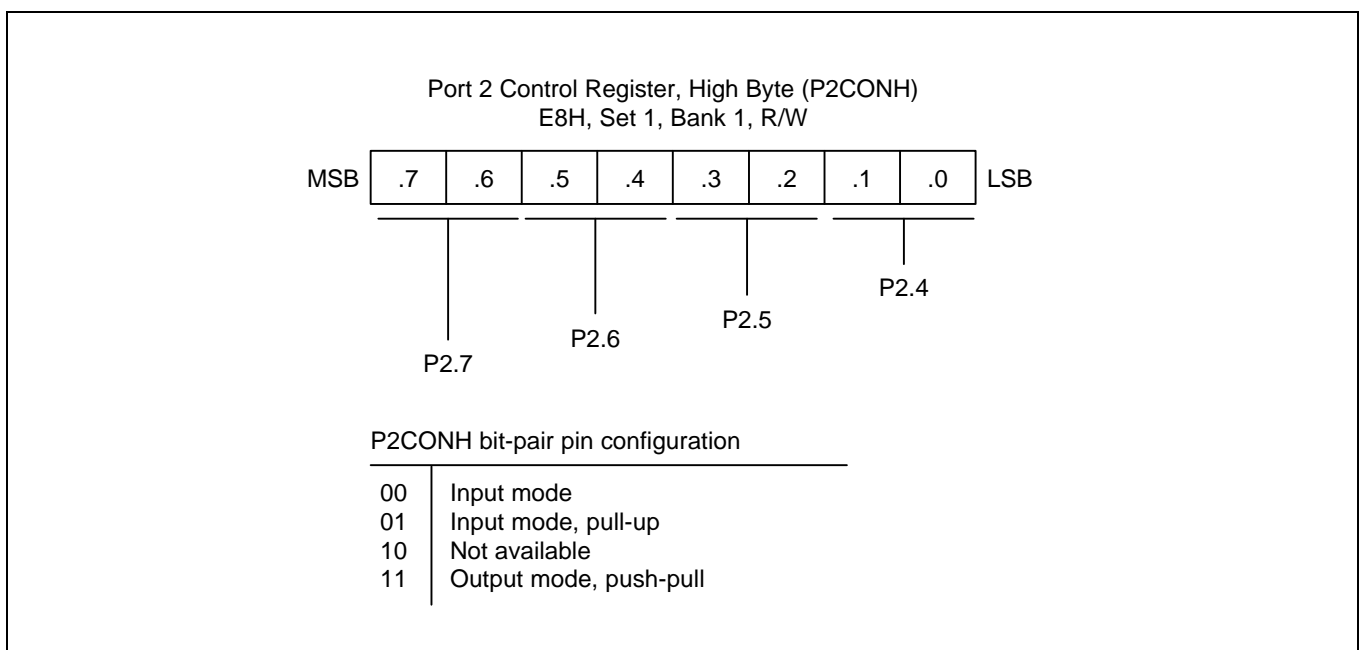 Port 2 Control Register, High Byte (P2CONH)
E8H, Set 1, Bank 1, R/W
MSB .7 .6 .5 .4 .3 .2 .1 .0 LSB
P2.4
P2.5
P2.6
P2.7
P2CONH bit-pair pin configuration
00 Input mode
01 Input mode, pull-up
10 Not available
11 Output mode, push-pull